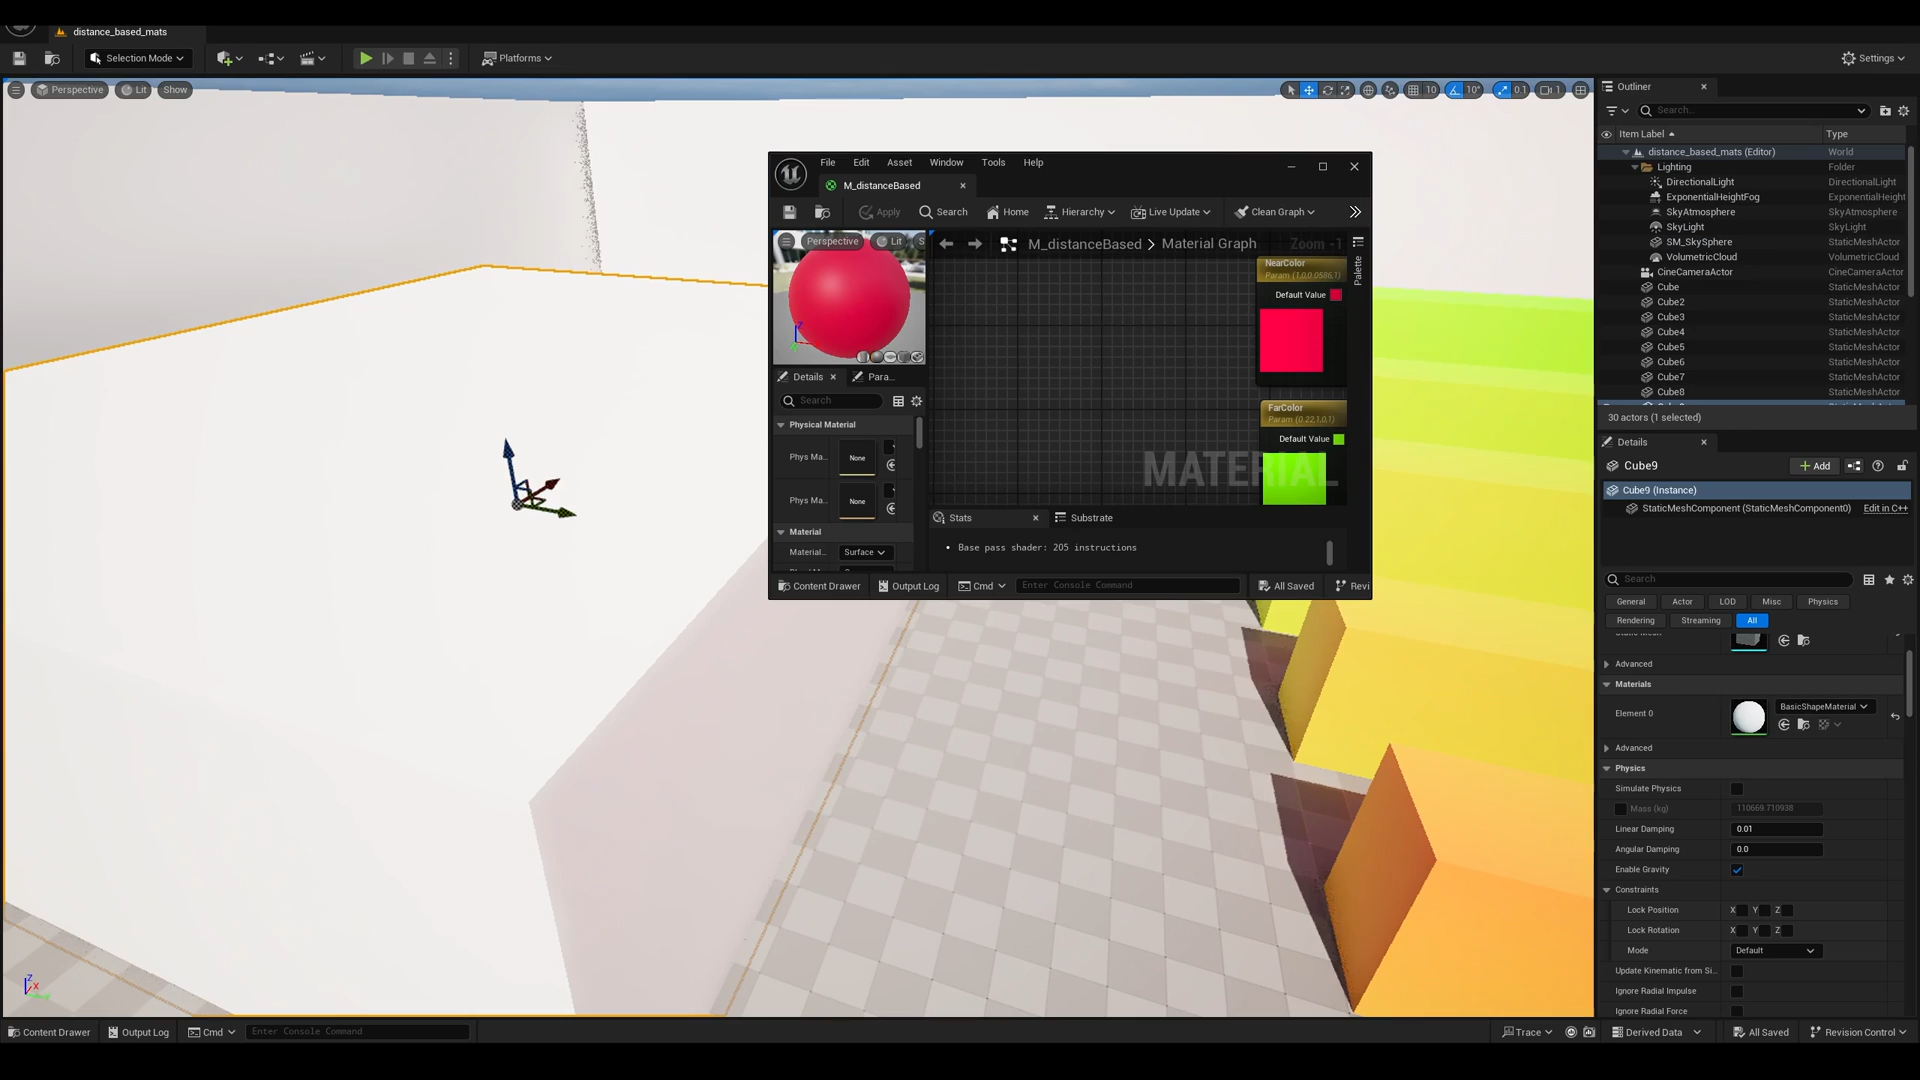 distance_based_mats
Selection Mode
Platforms
Settings
Perspective
Lit
Show
10
10°
0.1
1
Outliner
Search...
Item Label
Type
distance_based_mats (Editor)
World
Lighting
Folder
DirectionalLight
DirectionalLight
ExponentialHeightFog
ExponentialHeight
SkyAtmosphere
SkyAtmosphere
SkyLight
SkyLight
SM_SkySphere
StaticMeshActor
VolumetricCloud
VolumetricCloud
CineCameraActor
CineCameraActor
Cube
StaticMeshActor
Cube2
StaticMeshActor
Cube3
StaticMeshActor
Cube4
StaticMeshActor
Cube5
StaticMeshActor
Cube6
StaticMeshActor
Cube7
StaticMeshActor
Cube8
StaticMeshActor
30 actors (1 selected)
Details
Cube9
Add
Cube9 (Instance)
StaticMeshComponent (StaticMeshComponent0)
Edit in C++
Search
General
Actor
LOD
Misc
Physics
Rendering
Streaming
All
Advanced
Materials
Element 0
BasicShapeMaterial
Advanced
Physics
Simulate Physics
Mass (kg)
110669.710938
Linear Damping
0.01
Angular Damping
0.0
Enable Gravity
Constraints
Lock Position
X Y Z
Lock Rotation
X Y Z
Mode
Default
Update Kinematic from Si...
Ignore Radial Impulse
Ignore Radial Force
File
Edit
Asset
Window
Tools
Help
M_distanceBased
Apply
Search
Home
Hierarchy
Live Update
Clean Graph
Perspective
Lit
S
M_distanceBased > Material Graph
Zoom -1
Palette
NearColor
Param (1,0,0.0586,1)
Default Value
FarColor
Param (0.22,1,0,1)
Default Value
MATERIAL
Details
Para...
Search
Physical Material
Phys Ma...
None
Phys Ma...
None
Material
Material...
Surface
Stats
Substrate
Base pass shader: 205 instructions
Content Drawer
Output Log
Cmd
Enter Console Command
All Saved
Revi
Z
X
Content Drawer
Output Log
Cmd
Enter Console Command
Trace
Derived Data
All Saved
Revision Control